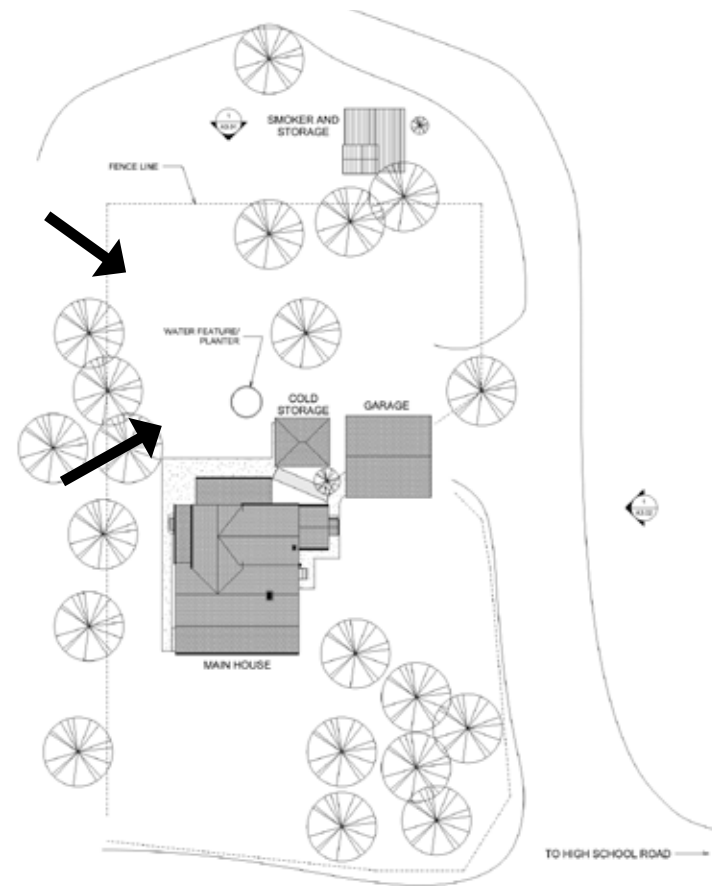 SMOKER AND
STORAGE
FENCE LINE
WATER FEATURE/
PLANTER
COLD
STORAGE
GARAGE
MAIN HOUSE
TO HIGH SCHOOL ROAD